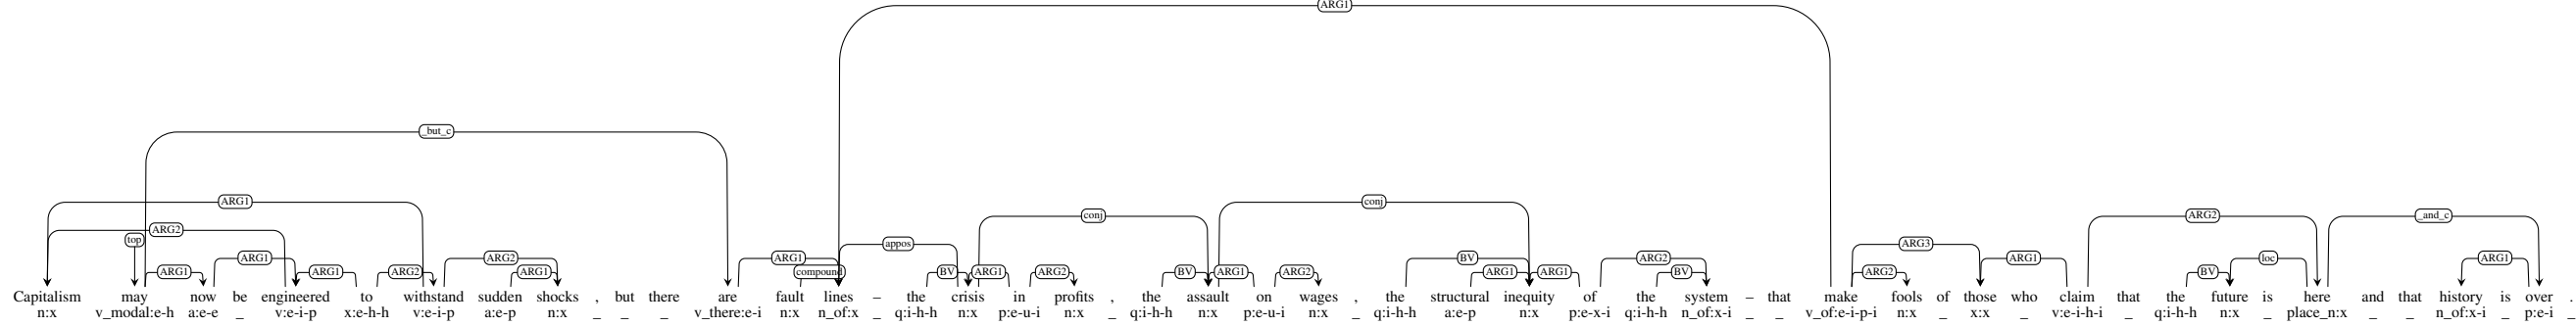 ARG1
_but_c
ARG1 conj
conj _and_c
ARG2 ARG2
top appos ARG3
ARG1 ARG2 ARG1 BV ARG2 ARG1 loc ARG1
ARG1 ARG1 ARG2 ARG1 compound BV ARG1 ARG2 BV ARG1 ARG2 ARG1 ARG1 BV ARG2 BV
Capitalism may now be engineered to withstand sudden shocks , but there are fault lines – the crisis in profits , the assault on wages , the structural inequity of the system – that make fools of those who claim that the future is here and that history is over .
n:x v_modal:e-h a:e-e _ v:e-i-p x:e-h-h v:e-i-p a:e-p n:x _ _ _ v_there:e-i n:x n_of:x _ q:i-h-h n:x p:e-u-i n:x _ q:i-h-h n:x p:e-u-i n:x _ q:i-h-h a:e-p n:x p:e-x-i q:i-h-h n_of:x-i _ _ v_of:e-i-p-i n:x _ x:x _ v:e-i-h-i _ q:i-h-h n:x _ place_n:x _ _ n_of:x-i _ p:e-i _